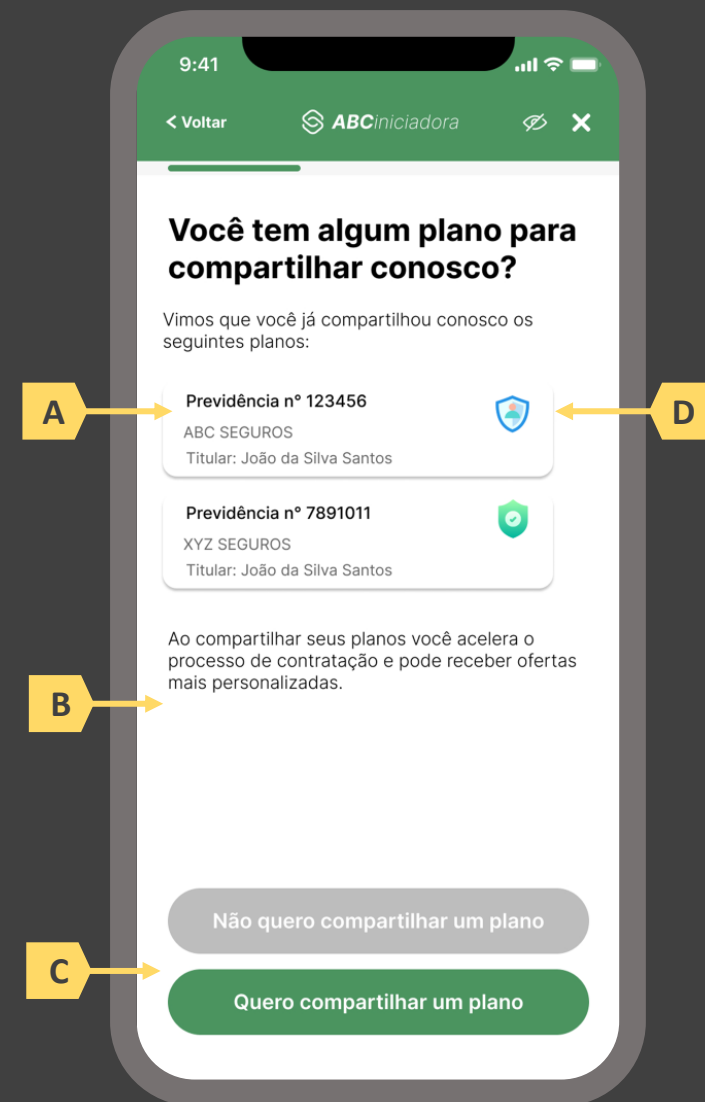 9:41
< Voltar
ABCiniciadora
Você tem algum plano para
compartilhar conosco?
Vimos que você já compartilhou conosco os
seguintes planos:
A
Previdência n° 123456
D
ABC SEGUROS
Titular: João da Silva Santos
Previdência n° 7891011
XYZ SEGUROS
Titular: João da Silva Santos
Ao compartilhar seus planos você acelera o
processo de contratação e pode receber ofertas
mais personalizadas.
B
Não quero compartilhar um plano
C
Quero compartilhar um plano